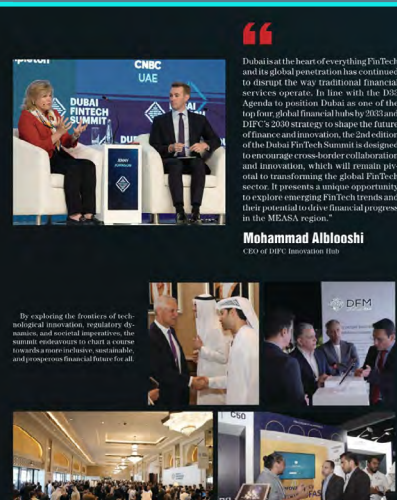 CNBC
UAE
DUBAI
FINTECH
SUMMIT
Dubai is at the heart of everything FinTech
and its global penetration has continued
to disrupt the way traditional financial
services operate. In line with the D33
Agenda to position Dubai as one of the
top four, global financial hubs by 2033 and
DIFC's 2030 strategy to shape the future
of finance and innovation, the 2nd edition
of the Dubai FinTech Summit is designed
to encourage cross-border collaboration
and innovation, which will remain piv-
otal to transforming the global FinTech
sector. It presents a unique opportunity
to explore emerging FinTech trends and
their potential to drive financial progress
in the MEASA region."
Mohammad Alblooshi
CEO of DIFC Innovation Hub
By exploring the frontiers of tech-
nological innovation, regulatory dy-
namics, and societal imperatives, the
summit endeavours to chart a course
towards a more inclusive, sustainable,
and prosperous financial future for all.
DFM
C50